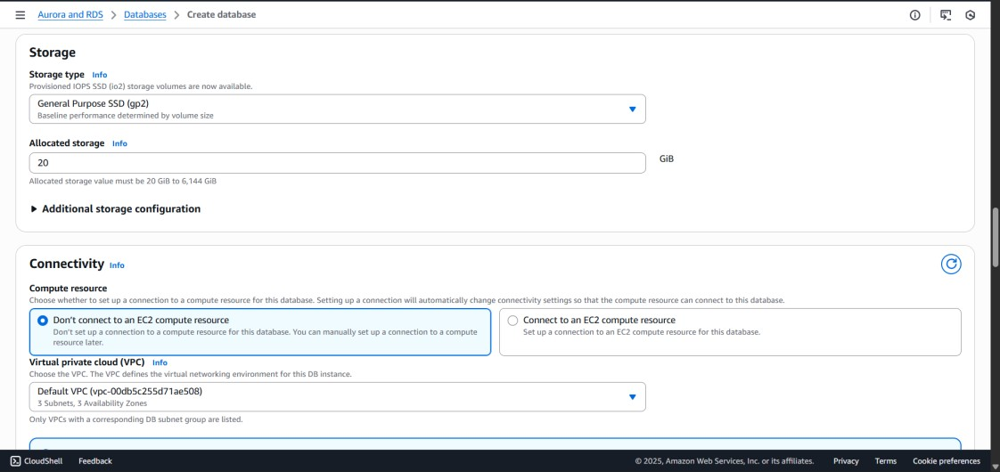 Aurora and RDS > Databases > Create database
Storage
Storage type Info
Provisioned IOPS SSD (io2) storage volumes are now available.
General Purpose SSD (gp2)
Baseline performance determined by volume size
Allocated storage Info
20
GiB
Allocated storage value must be 20 GiB to 6,144 GiB
Additional storage configuration
Connectivity Info
Compute resource
Choose whether to set up a connection to a compute resource for this database. Setting up a connection will automatically change connectivity settings so that the compute resource can connect to this database.
Don't connect to an EC2 compute resource
Don't set up a connection to a compute resource for this database. You can manually set up a connection to a compute
resource later.
Connect to an EC2 compute resource
Set up a connection to an EC2 compute resource for this database.
Virtual private cloud (VPC) Info
Choose the VPC. The VPC defines the virtual networking environment for this DB instance.
Default VPC (vpc-00db5c255d71ae508)
3 Subnets, 3 Availability Zones
Only VPCs with a corresponding DB subnet group are listed.
CloudShell Feedback © 2025, Amazon Web Services, Inc. or its affiliates. Privacy Terms Cookie preferences